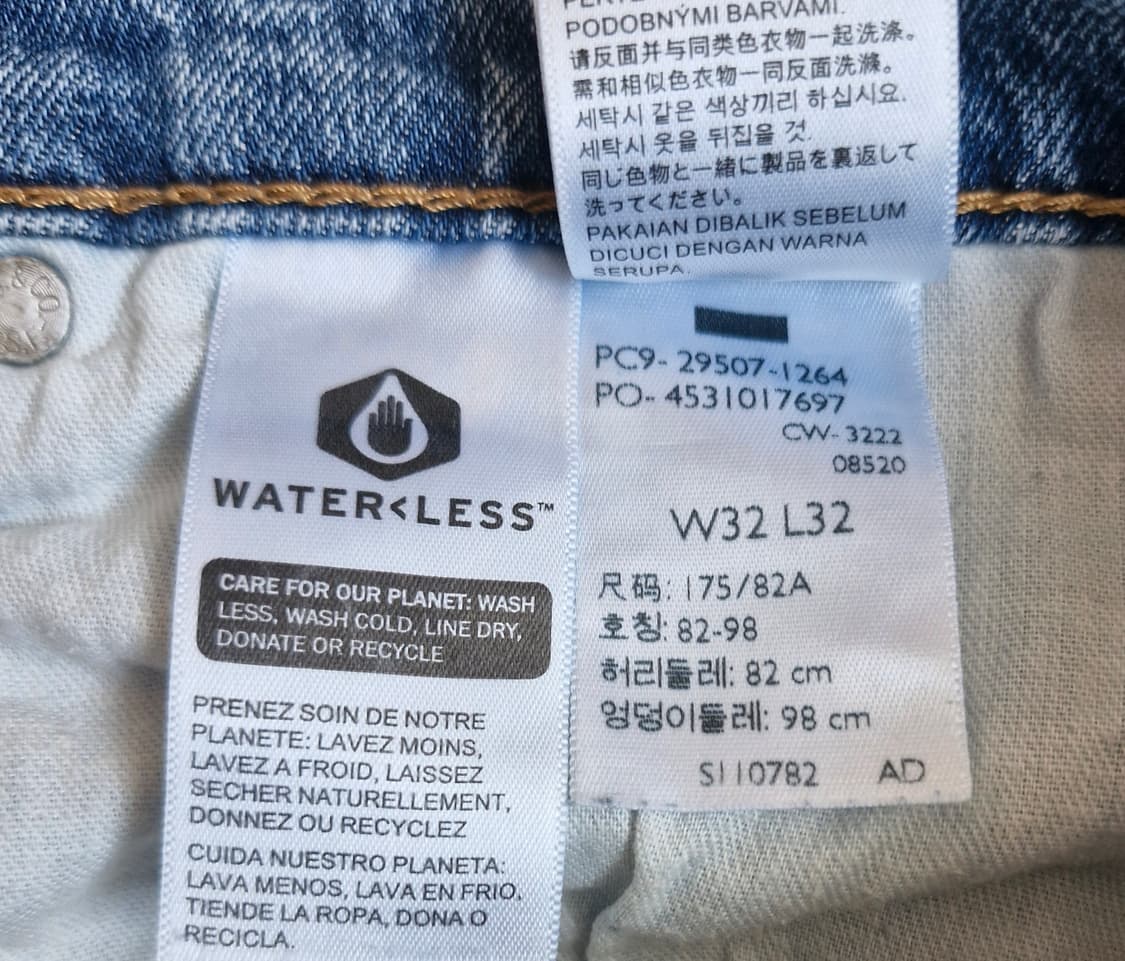 PODOBNÝMI BARVAMI.
请反面并与同类色衣物一起洗涤。
需和相似色衣物一同反面洗滌。
세탁시 같은 색상끼리 하십시요.
세탁시 옷을 뒤집을 것.
同じ色物と一緒に製品を裏返して
洗ってください。
PAKAIAN DIBALIK SEBELUM
DICUCI DENGAN WARNA
SERUPA.
WATER<LESS™
CARE FOR OUR PLANET: WASH
LESS, WASH COLD, LINE DRY,
DONATE OR RECYCLE
PRENEZ SOIN DE NOTRE
PLANETE: LAVEZ MOINS,
LAVEZ A FROID, LAISSEZ
SECHER NATURELLEMENT,
DONNEZ OU RECYCLEZ
CUIDA NUESTRO PLANETA:
LAVA MENOS, LAVA EN FRIO,
TIENDE LA ROPA, DONA O
RECICLA.
PC9- 29507-1264
PO- 4531017697
CW- 3222
08520
W32 L32
尺码: 175/82A
호칭: 82-98
허리둘레: 82 cm
엉덩이둘레: 98 cm
S110782 AD